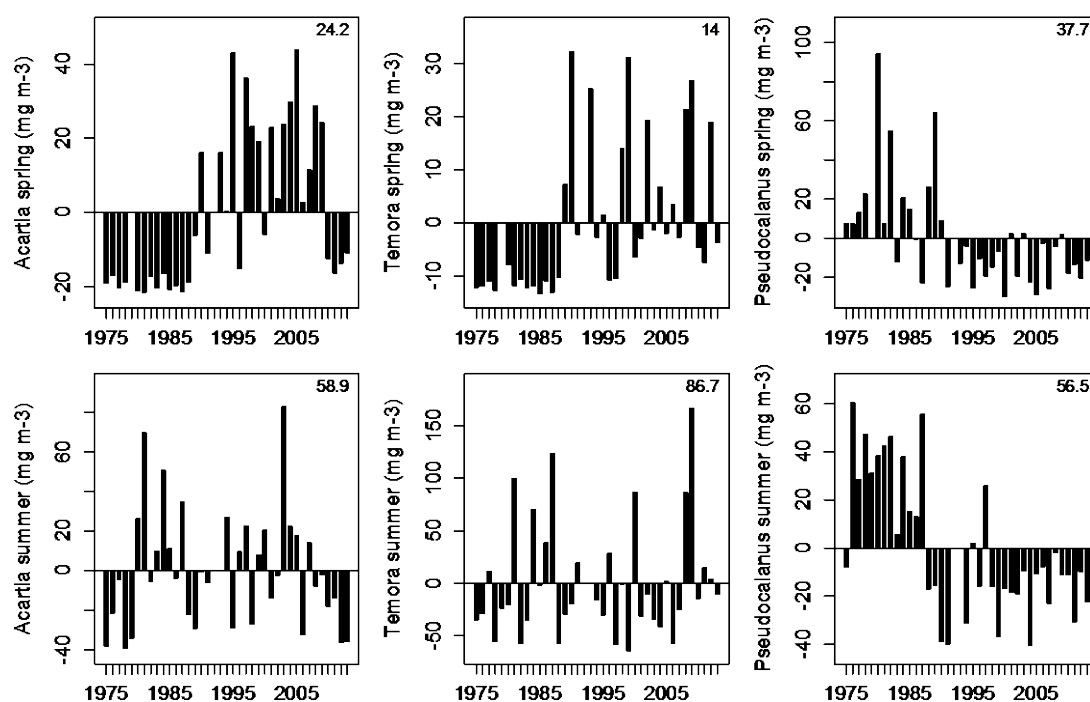 Acartia spring (mg m-3)
-20 0 20 40
24.2
1975 1985 1995 2005
Temora spring (mg m-3)
-10 0 10 20 30
14
1975 1985 1995 2005
Pseudocalanus spring (mg m-3)
-20 0 20 60 100
37.7
1975 1985 1995 2005
Acartia summer (mg m-3)
-40 0 20 60
58.9
1975 1985 1995 2005
Temora summer (mg m-3)
-50 0 50 100 150
86.7
1975 1985 1995 2005
Pseudocalanus summer (mg m-3)
-40 -20 0 20 40 60
56.5
1975 1985 1995 2005